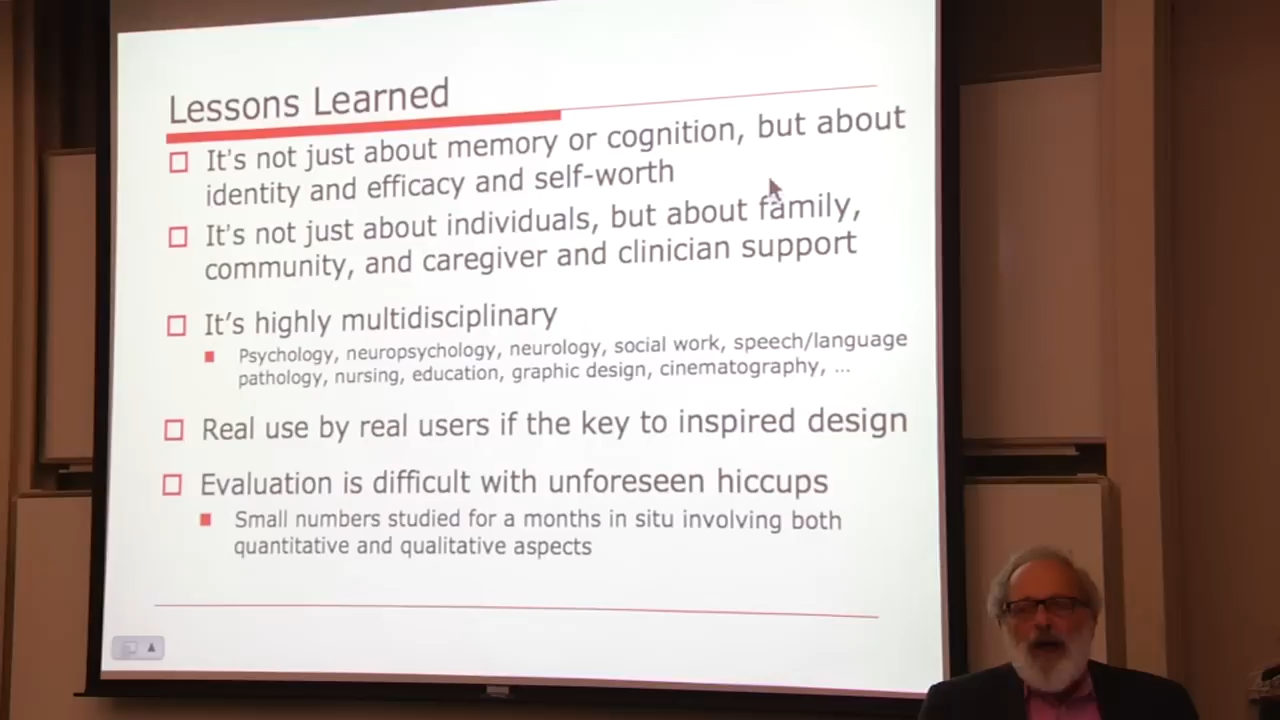 Lessons Learned
It's not just about memory or cognition, but about
identity and efficacy and self-worth
It's not just about individuals, but about family,
community, and caregiver and clinician support
It's highly multidisciplinary
Psychology, neuropsychology, neurology, social work, speech/language
pathology, nursing, education, graphic design, cinematography, ...
Real use by real users if the key to inspired design
Evaluation is difficult with unforeseen hiccups
Small numbers studied for a months in situ involving both
quantitative and qualitative aspects